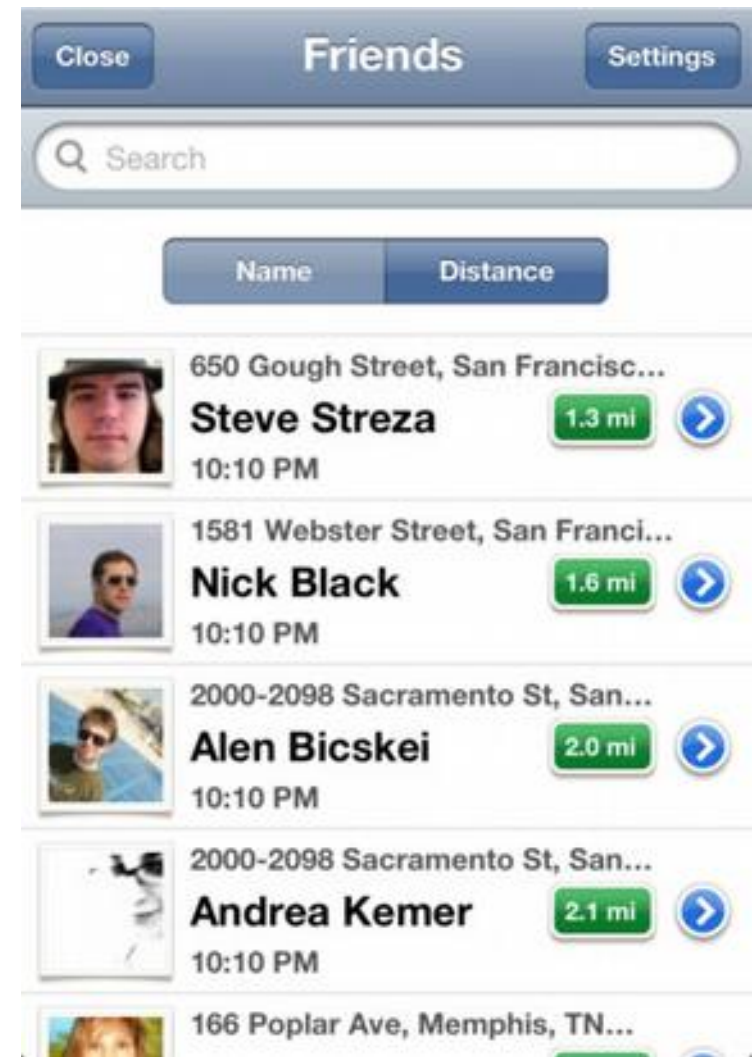 Close Friends Settings
Search
Name Distance
650 Gough Street, San Francisc...
Steve Streza 1.3 mi
10:10 PM
1581 Webster Street, San Franci...
Nick Black 1.6 mi
10:10 PM
2000-2098 Sacramento St, San...
Alen Bicskei 2.0 mi
10:10 PM
2000-2098 Sacramento St, San...
Andrea Kemer 2.1 mi
10:10 PM
166 Poplar Ave, Memphis, TN...